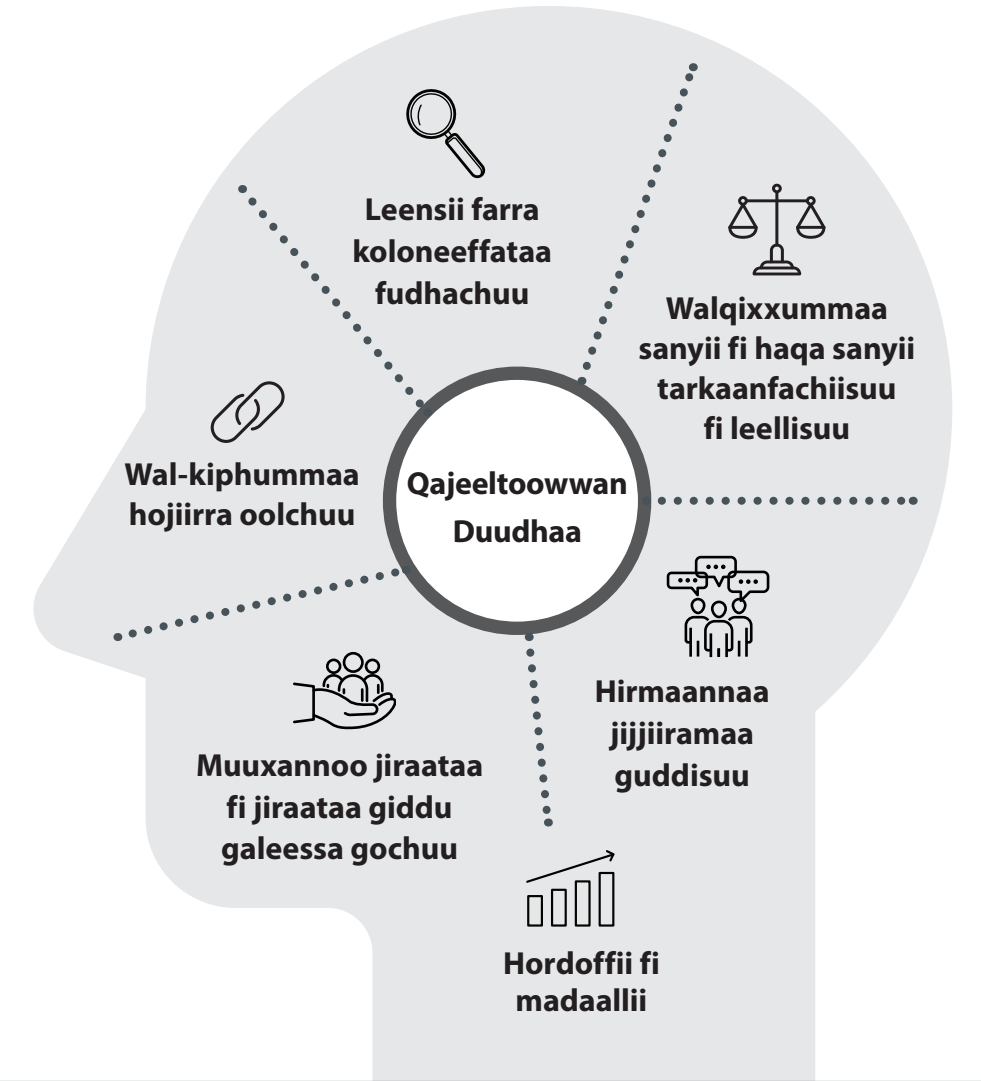 Leensii farra
koloneeffataa
fudhachuu
Walqixxummaa
sanyii fi haqa sanyii
tarkaanfachiisuu
fi leellisuu
Wal-kiphummaa
hojiirra oolchuu
Qajeeltoowwan
Duudhaa
Hirmaannaa
jijjiiramaa
guddisuu
Muuxannoo jiraataa
fi jiraataa giddu
galeessa gochuu
Hordoffii fi
madaallii